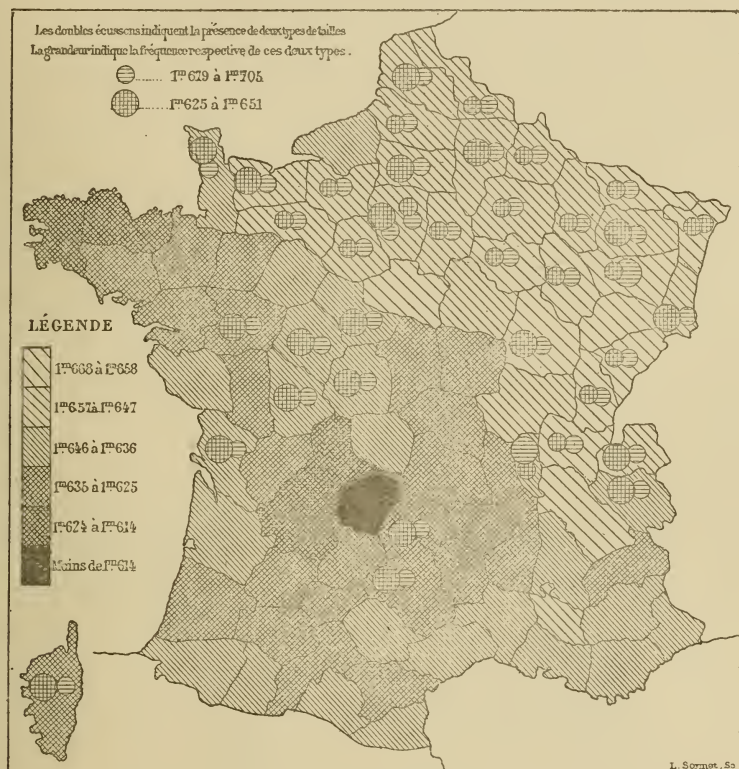 Les doubles écussons indiquent la présence de deux types de tailles
La grandeur indique la fréquence respective de ces deux types.
1m679 à 1m705
1m625 à 1m651
LÉGENDE
1m668 à 1m658
1m657 à 1m647
1m646 à 1m636
1m635 à 1m625
1m624 à 1m614
Moins de 1m614
L. Sormet, Sc